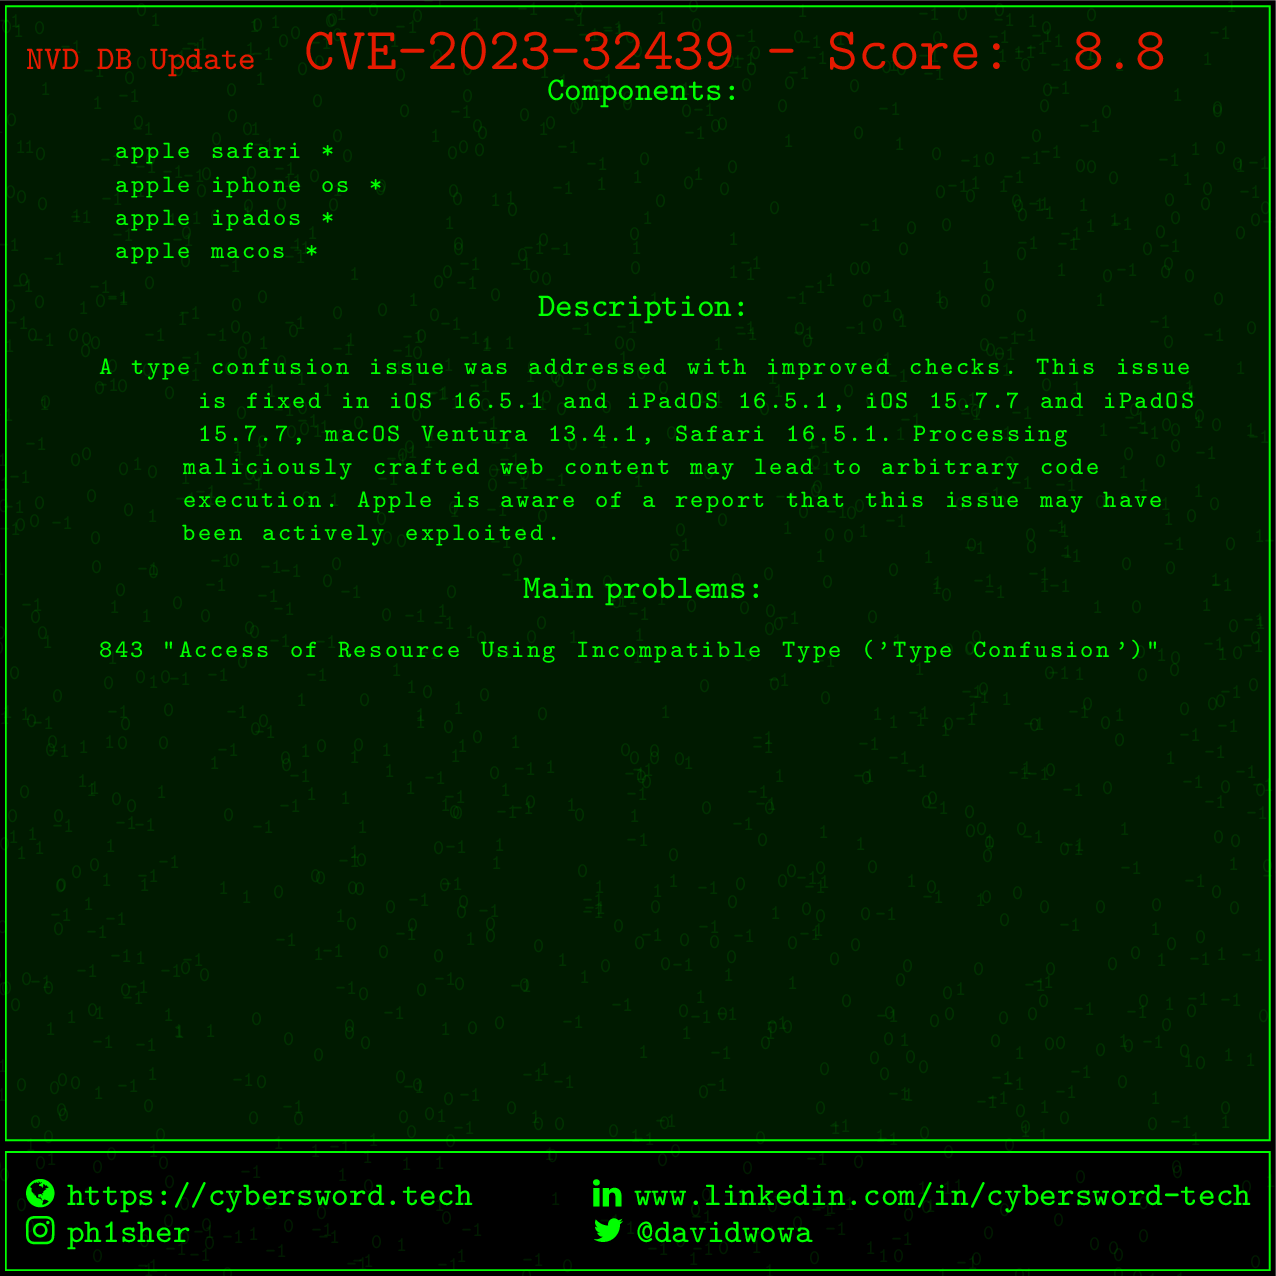 NVD DB Update CVE-2023-32439 - Score: 8.8
Components:
apple safari *
apple iphone os *
apple ipados *
apple macos *
Description:
A type confusion issue was addressed with improved checks. This issue
is fixed in iOS 16.5.1 and iPadOS 16.5.1, iOS 15.7.7 and iPadOS
15.7.7, macOS Ventura 13.4.1, Safari 16.5.1. Processing
maliciously crafted web content may lead to arbitrary code
execution. Apple is aware of a report that this issue may have
been actively exploited.
Main problems:
843 "Access of Resource Using Incompatible Type ('Type Confusion')"
https://cybersword.tech
www.linkedin.com/in/cybersword-tech
ph1sher
@davidwowa